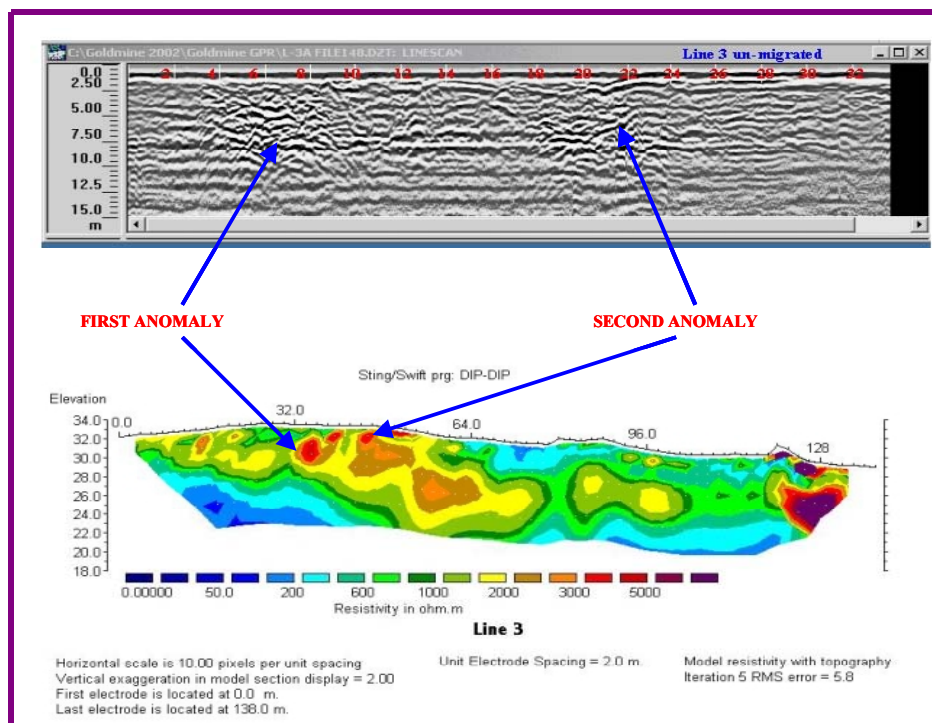 C:\Goldmine 2002\Goldmine GPR\L-3A FILE148.DZT: LINESCAN
Line 3 un-migrated
0.0
2 4 6 8 10 12 14 16 18 20 22 24 26 28 30 32
2.50
5.00
7.50
10.0
12.5
15.0
m
FIRST ANOMALY SECOND ANOMALY
Sting/Swift prg: DIP-DIP
Elevation
34.0 0.0 32.0 64.0 96.0 128
32.0
30.0
28.0
26.0
24.0
22.0
20.0
18.0
0.00000 50.0 200 600 1000 2000 3000 5000
Resistivity in ohm.m
Line 3
Horizontal scale is 10.00 pixels per unit spacing
Vertical exaggeration in model section display = 2.00
First electrode is located at 0.0 m.
Last electrode is located at 138.0 m.
Unit Electrode Spacing = 2.0 m.
Model resistivity with topography
Iteration 5 RMS error = 5.8